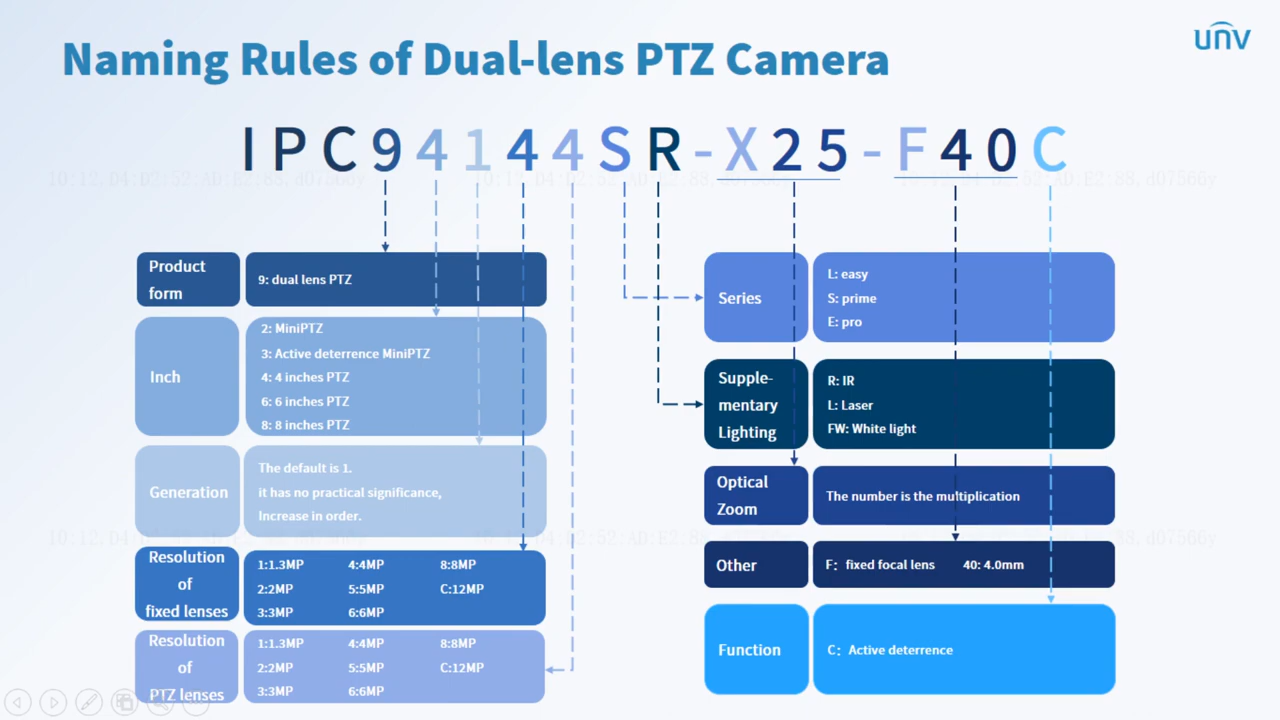 Naming Rules of Dual-lens PTZ Camera
unv
IPC94144SR-X25-F40C
Product
form
9: dual lens PTZ
Inch
2: MiniPTZ
3: Active deterrence MiniPTZ
4: 4 inches PTZ
6: 6 inches PTZ
8: 8 inches PTZ
Generation
The default is 1.
it has no practical significance,
Increase in order.
Resolution
of
fixed lenses
1:1.3MP 4:4MP 8:8MP
2:2MP 5:5MP C:12MP
3:3MP 6:6MP
Resolution
of
PTZ lenses
1:1.3MP 4:4MP 8:8MP
2:2MP 5:5MP C:12MP
3:3MP 6:6MP
Series
L: easy
S: prime
E: pro
Supple-
mentary
Lighting
R: IR
L: Laser
FW: White light
Optical
Zoom
The number is the multiplication
Other
F: fixed focal lens 40: 4.0mm
Function
C: Active deterrence